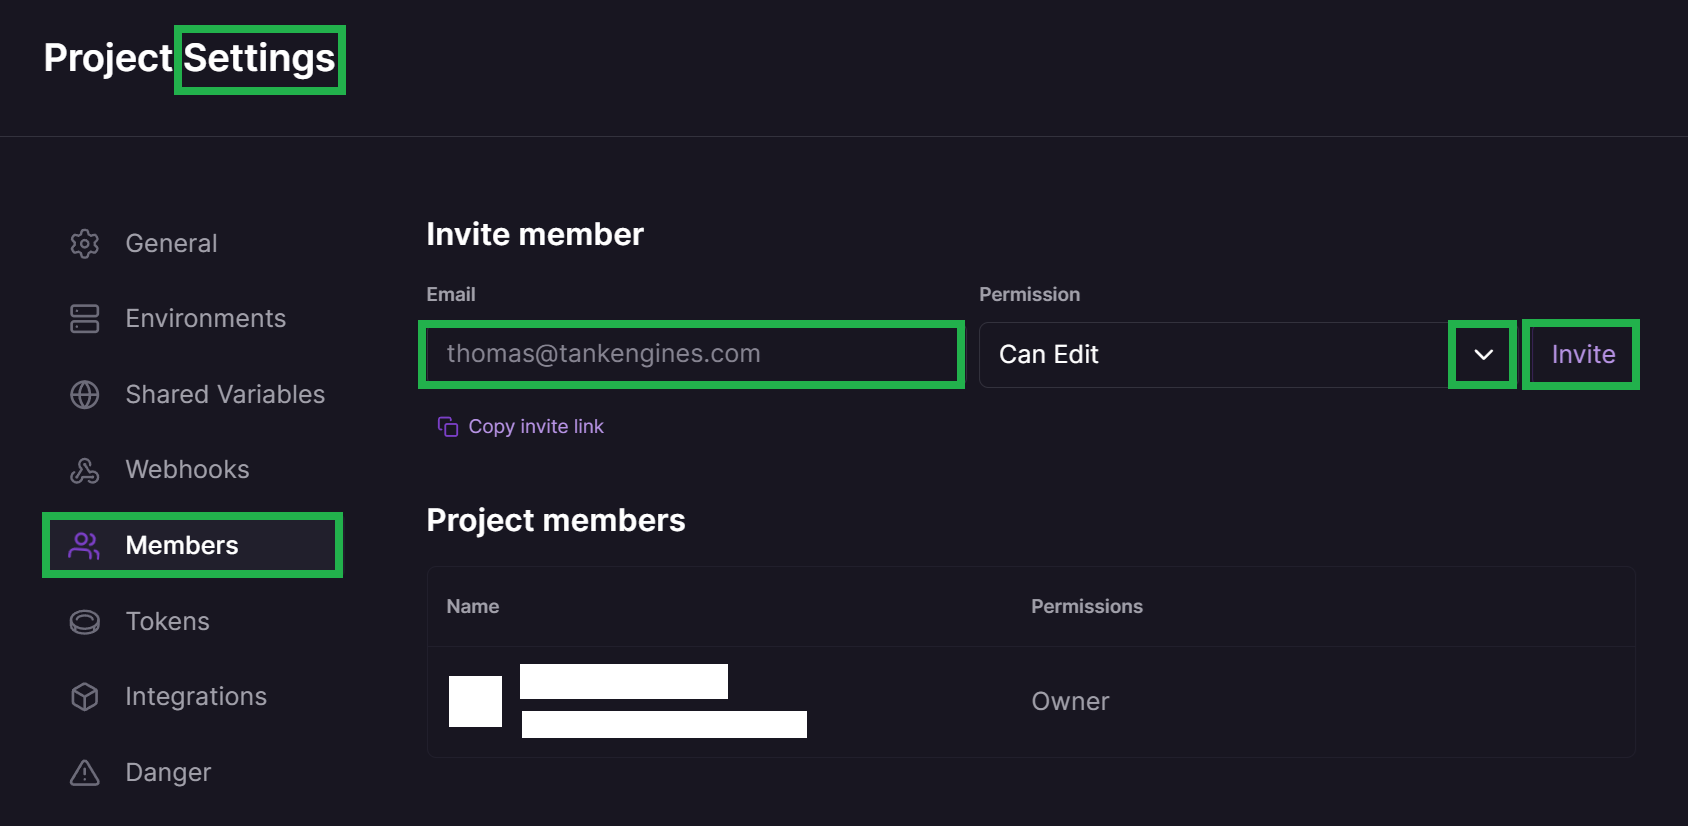 Project Settings
General
Environments
Shared Variables
Webhooks
Members
Tokens
Integrations
Danger
Invite member
Email
Permission
thomas@tankengines.com
Can Edit
Invite
Copy invite link
Project members
Name
Permissions
Owner